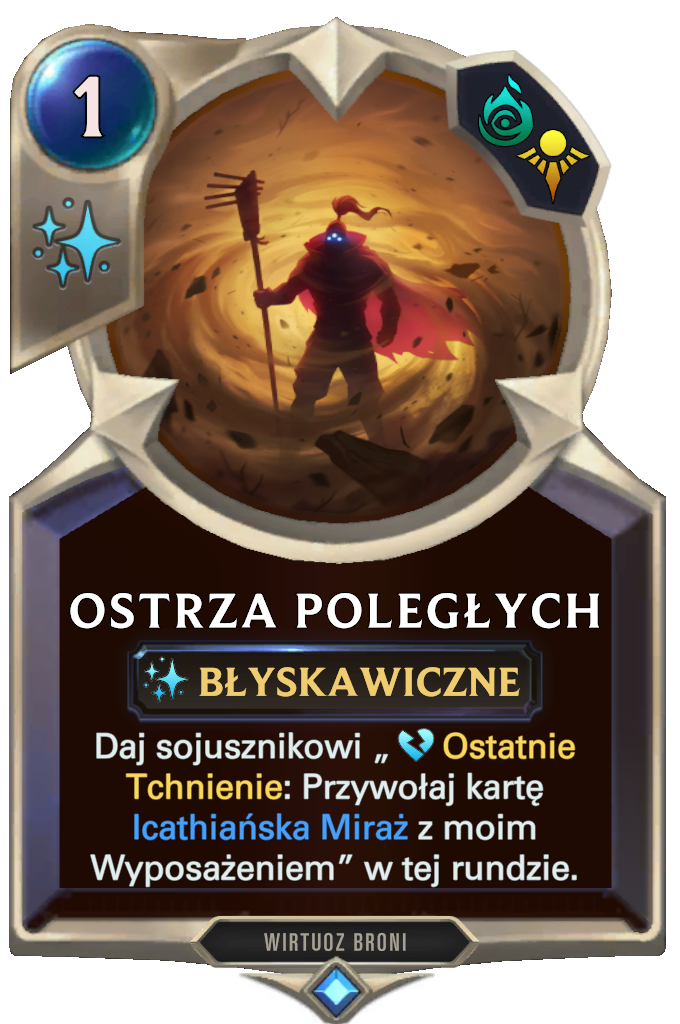 1
OSTRZA POLEGŁYCH
BŁYSKAWICZNE
Daj sojusznikowi „ Ostatnie
Tchnienie: Przywołaj kartę
Icathiańska Miraż z moim
Wyposażeniem” w tej rundzie.
WIRTUOZ BRONI